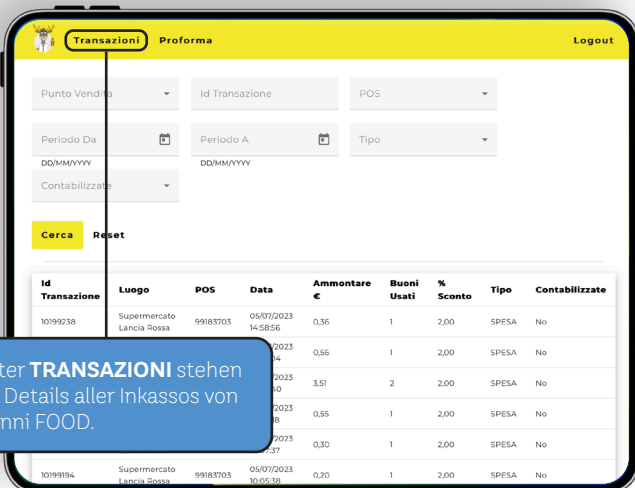 Transazioni Proforma Logout
Punto Vendita Id Transazione POS
Periodo Da Periodo A Tipo
DD/MM/YYYY DD/MM/YYYY
Contabilizzate
Cerca Reset
Id Transazione Luogo POS Data Ammontare € Buoni Usati % Sconto Tipo Contabilizzate
10199238 Supermercato Lancia Rossa 99183703 05/07/2023 14:58:56 0,36 1 2,00 SPESA No
0,56 1 2,00 SPESA No
3,51 2 2,00 SPESA No
0,55 1 2,00 SPESA No
0,30 1 2,00 SPESA No
10199194 Supermercato Lancia Rossa 99183703 05/07/2023 10:05:38 0,20 1 2,00 SPESA No
TRANSAZIONI stehen
Details aller Inkassos von
FOOD.